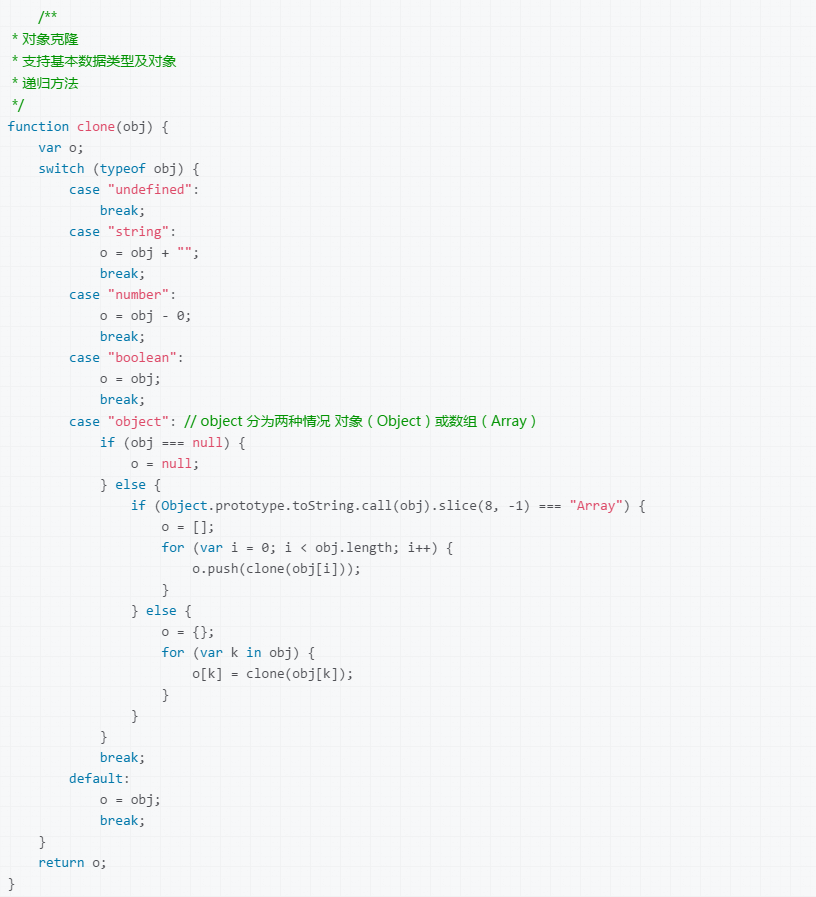 /**
* 对象克隆
* 支持基本数据类型及对象
* 递归方法
*/
function clone(obj) {
    var o;
    switch (typeof obj) {
        case "undefined":
            break;
        case "string":
            o = obj + "";
            break;
        case "number":
            o = obj - 0;
            break;
        case "boolean":
            o = obj;
            break;
        case "object": // object 分为两种情况 对象（Object）或数组（Array）
            if (obj === null) {
                o = null;
            } else {
                if (Object.prototype.toString.call(obj).slice(8, -1) === "Array") {
                    o = [];
                    for (var i = 0; i < obj.length; i++) {
                        o.push(clone(obj[i]));
                    }
                } else {
                    o = {};
                    for (var k in obj) {
                        o[k] = clone(obj[k]);
                    }
                }
            }
            break;
        default:
            o = obj;
            break;
    }
    return o;
}